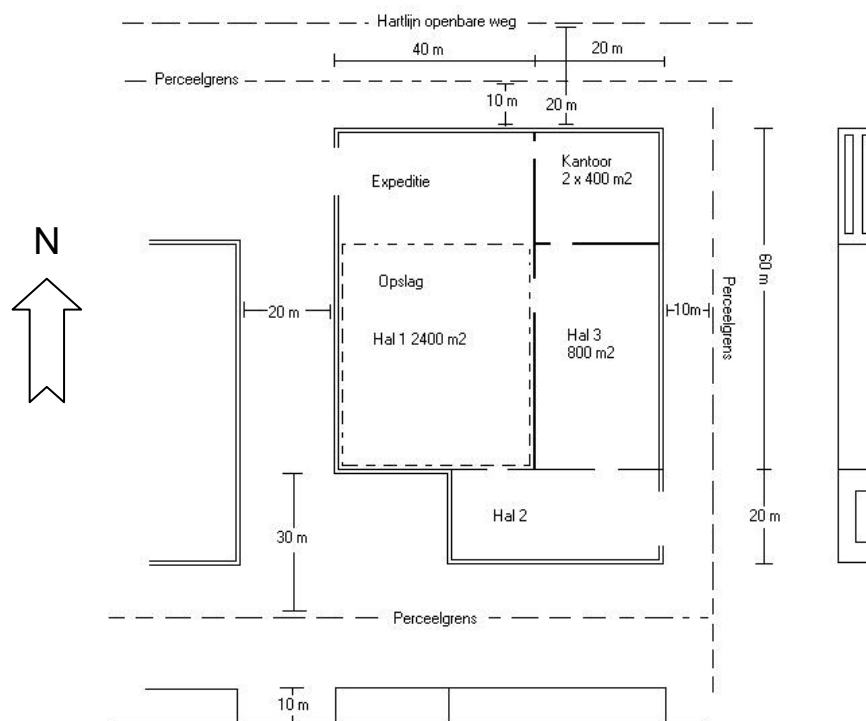 Hartlijn openbare weg
40 m
20 m
Perceelgrens
10 m
20 m
Kantoor
2 x 400 m2
Expeditie
N
Opslag
60 m
Perceelgrens
20 m
10m
Hal 1 2400 m2
Hal 3
800 m2
Hal 2
20 m
30 m
Perceelgrens
10 m